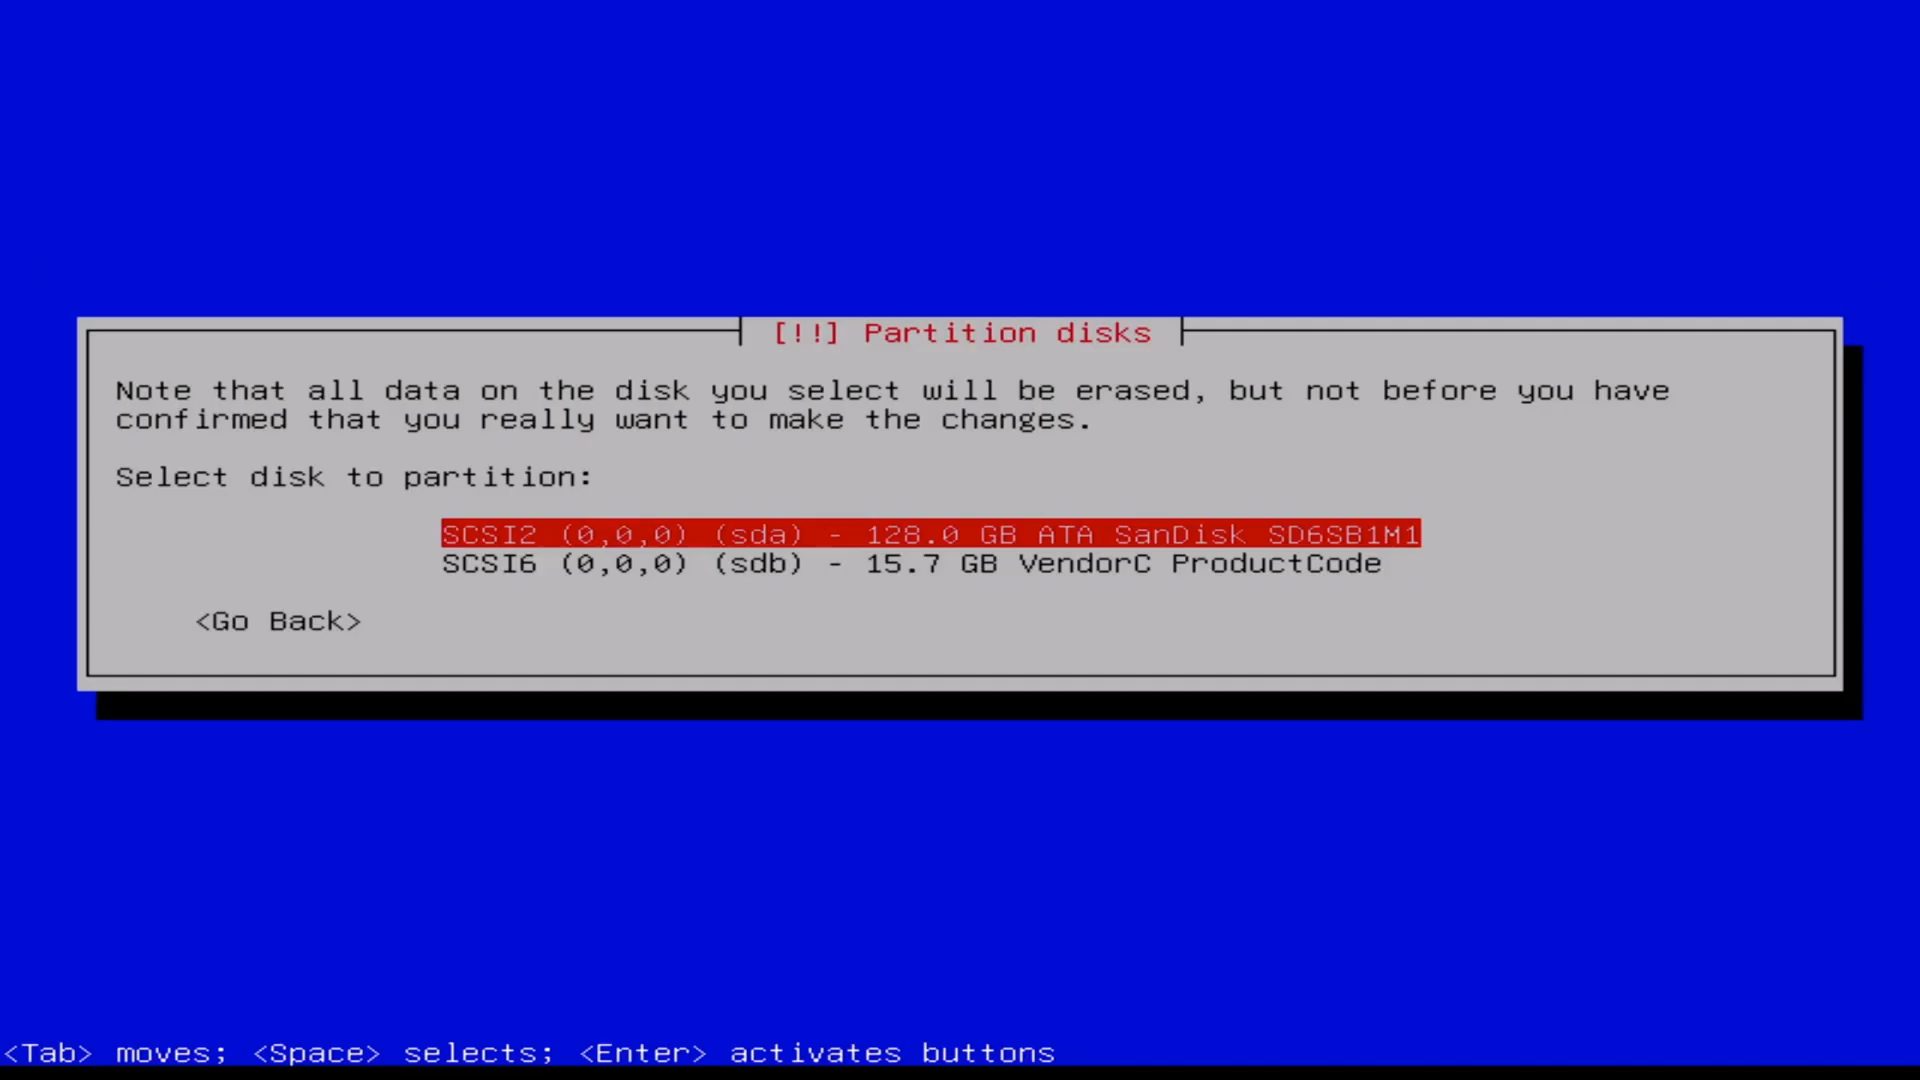 [!!] Partition disks
Note that all data on the disk you select will be erased, but not before you have
confirmed that you really want to make the changes.
Select disk to partition:
SCSI2 (0,0,0) (sda) - 128.0 GB ATA SanDisk SD6SB1M1
SCSI6 (0,0,0) (sdb) - 15.7 GB VendorC ProductCode
<Go Back>
<Tab> moves; <Space> selects; <Enter> activates buttons